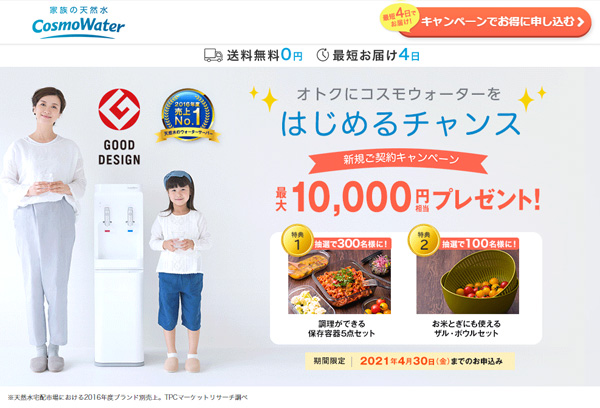 家族の天然水
CosmoWater
最短4日で
お届け!
キャンペーンでお得に申し込む
送料無料0円
最短お届け4日
GOOD
DESIGN
2016年度
売上
No.1
天然水のウォーターサーバー
オトクにコスモウォーターを
はじめるチャンス
新規ご契約キャンペーン
最大10,000円相当プレゼント!
特典
1
抽選で300名様に!
調理ができる
保存容器5点セット
特典
2
抽選で100名様に!
お米とぎにも使える
ザル・ボウルセット
期間限定
2021年4月30日(金)までのお申込み
※天然水宅配市場における2016年度ブランド別売上。TPCマーケットリサーチ調べ